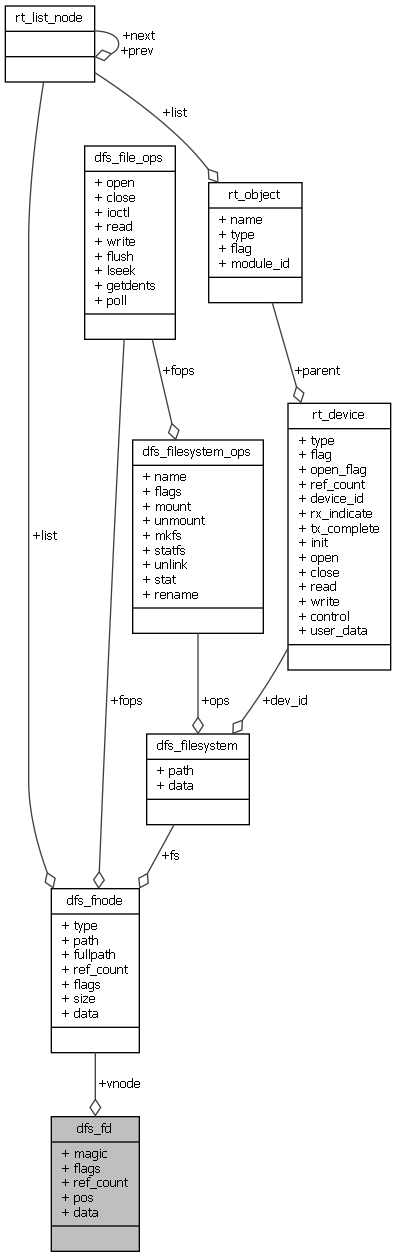 rt_list_node
+next
+prev
+list
dfs_file_ops
+ open
+ close
+ ioctl
+ read
+ write
+ flush
+ lseek
+ getdents
+ poll
rt_object
+ name
+ type
+ flag
+ module_id
+fops
+parent
rt_device
+ type
+ flag
+ open_flag
+ ref_count
+ device_id
+ rx_indicate
+ tx_complete
+ init
+ open
+ close
+ read
+ write
+ control
+ user_data
dfs_filesystem_ops
+ name
+ flags
+ mount
+ unmount
+ mkfs
+ statfs
+ unlink
+ stat
+ rename
+list
+fops
+ops
+dev_id
dfs_filesystem
+ path
+ data
+fs
dfs_fnode
+ type
+ path
+ fullpath
+ ref_count
+ flags
+ size
+ data
+vnode
dfs_fd
+ magic
+ flags
+ ref_count
+ pos
+ data